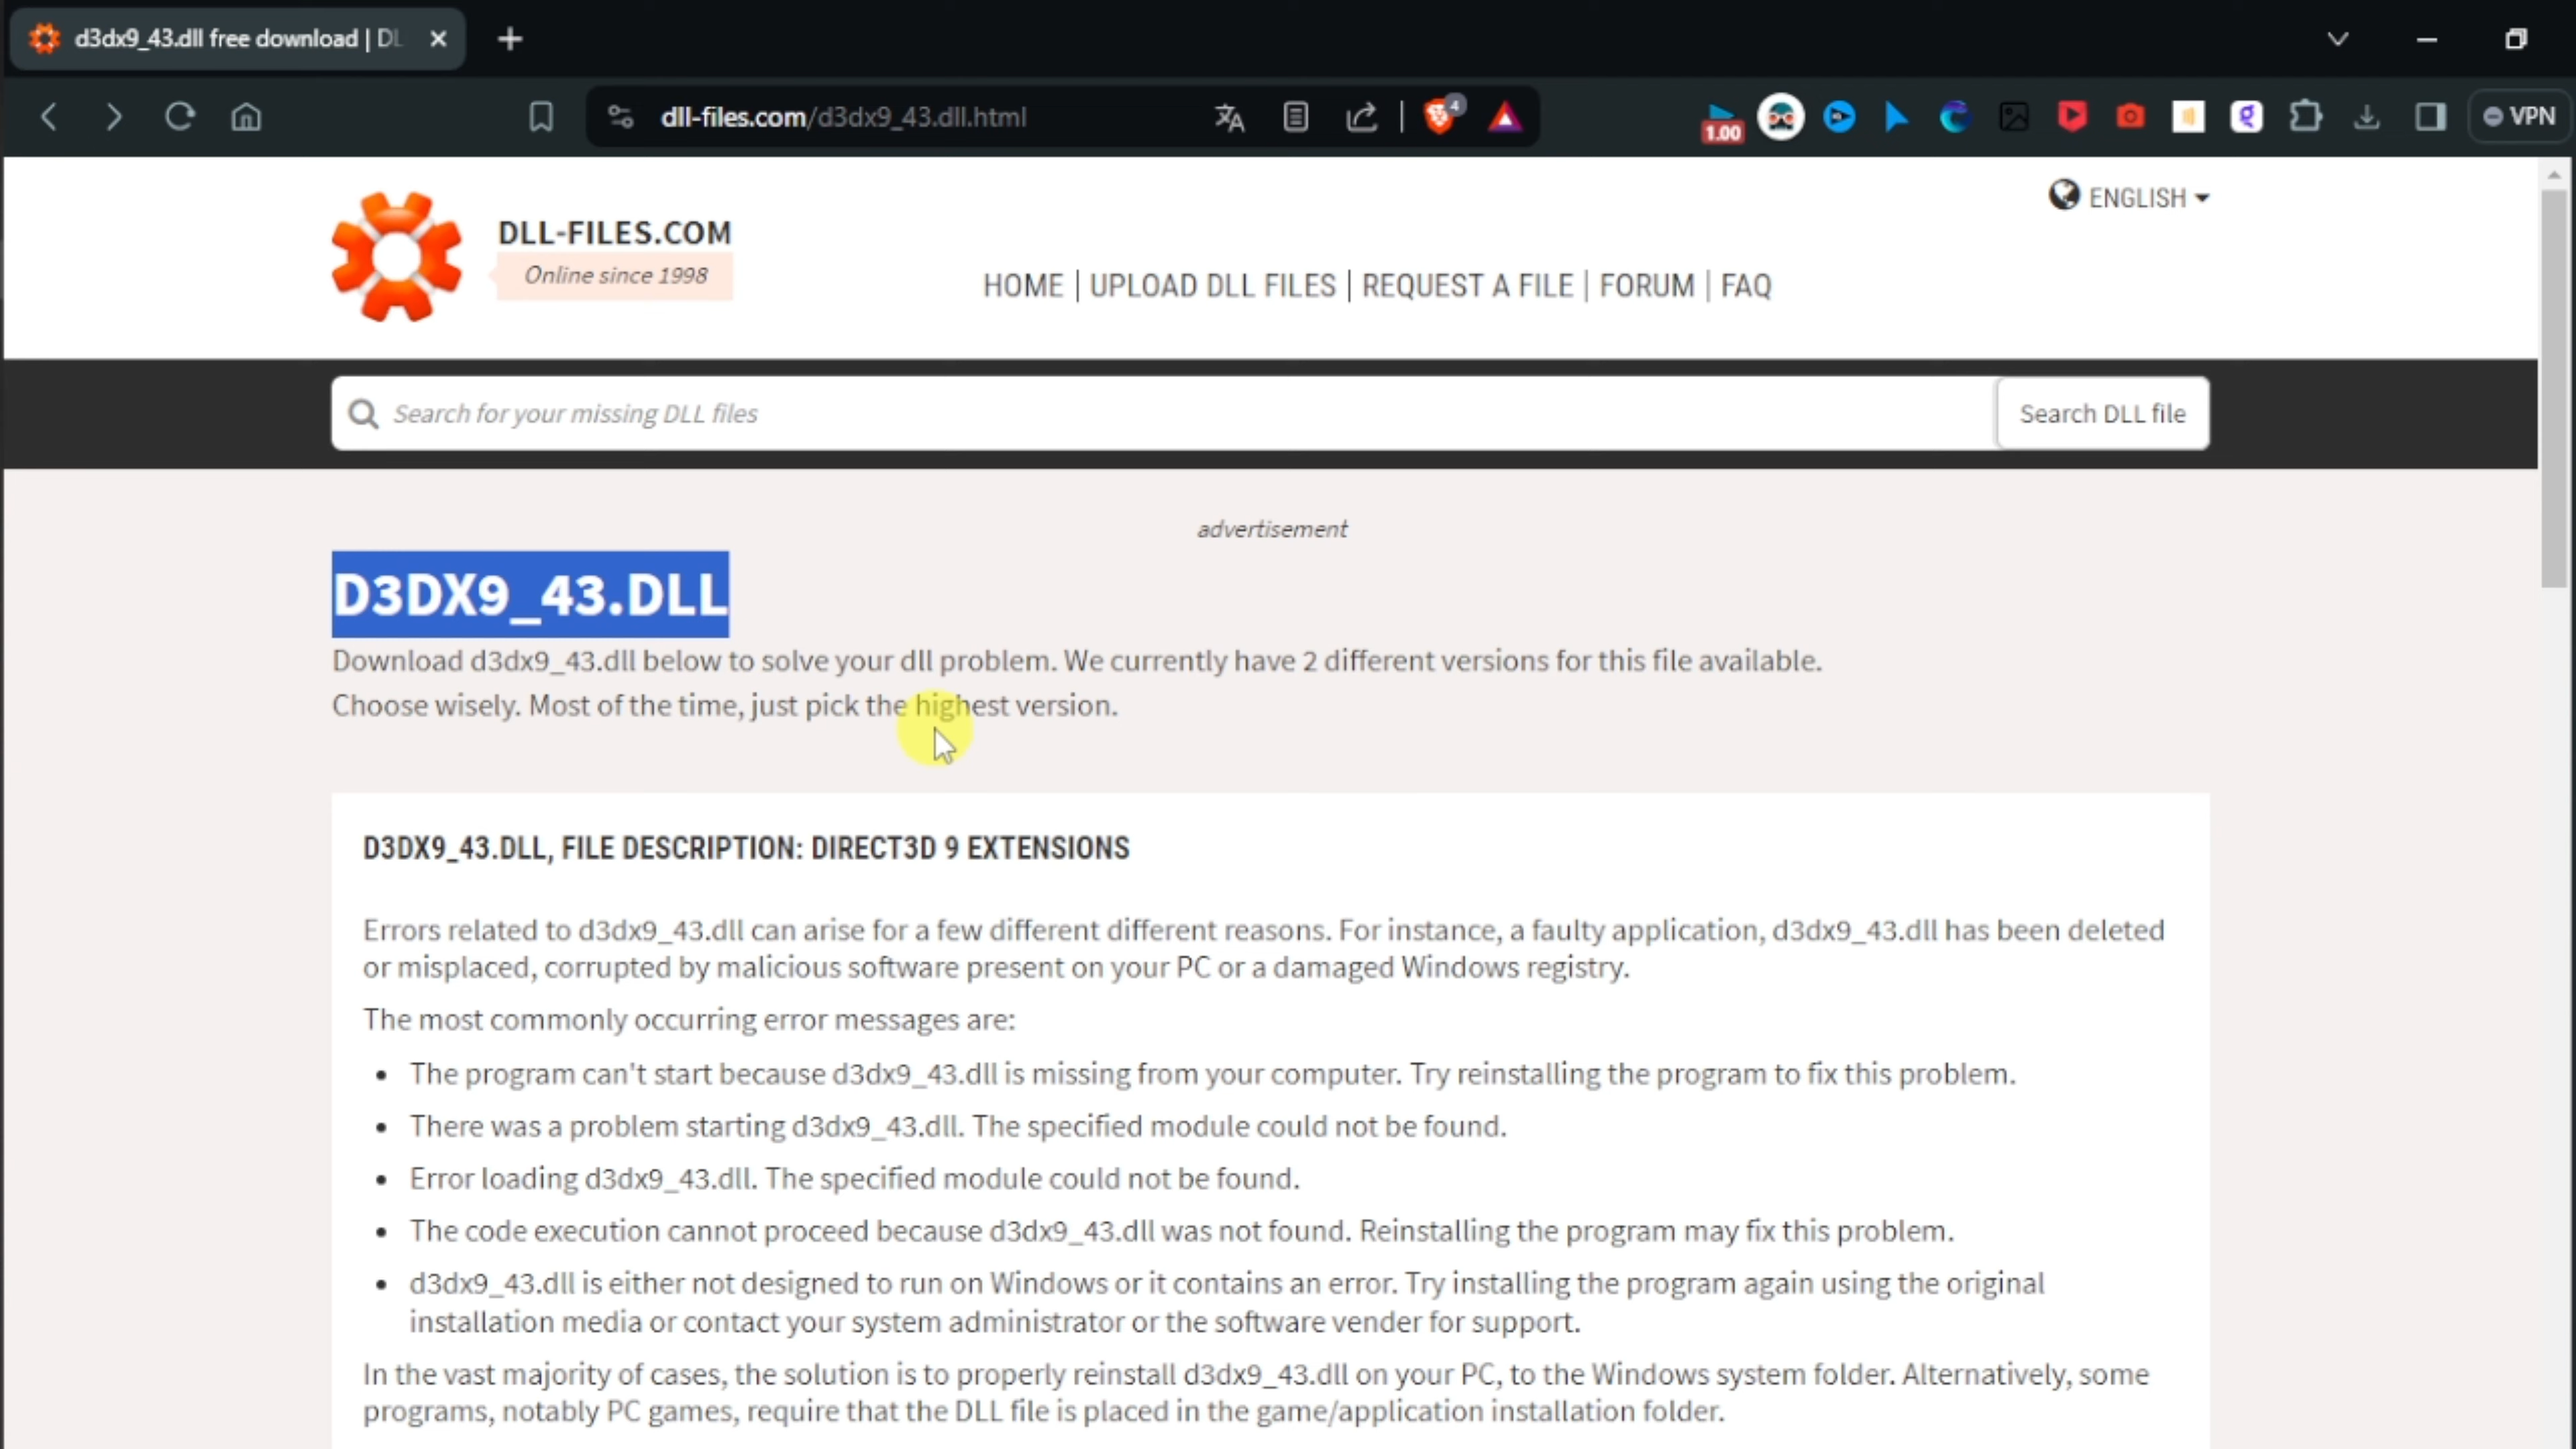 d3dx9_43.dll free download | DL
dll-files.com/d3dx9_43.dll.html
4
1.00
VPN
ENGLISH
DLL-FILES.COM
Online since 1998
HOME | UPLOAD DLL FILES | REQUEST A FILE | FORUM | FAQ
Search for your missing DLL files
Search DLL file
advertisement
D3DX9_43.DLL
Download d3dx9_43.dll below to solve your dll problem. We currently have 2 different versions for this file available.
Choose wisely. Most of the time, just pick the highest version.
D3DX9_43.DLL, FILE DESCRIPTION: DIRECT3D 9 EXTENSIONS
Errors related to d3dx9_43.dll can arise for a few different different reasons. For instance, a faulty application, d3dx9_43.dll has been deleted
or misplaced, corrupted by malicious software present on your PC or a damaged Windows registry.
The most commonly occurring error messages are:
• The program can't start because d3dx9_43.dll is missing from your computer. Try reinstalling the program to fix this problem.
• There was a problem starting d3dx9_43.dll. The specified module could not be found.
• Error loading d3dx9_43.dll. The specified module could not be found.
• The code execution cannot proceed because d3dx9_43.dll was not found. Reinstalling the program may fix this problem.
• d3dx9_43.dll is either not designed to run on Windows or it contains an error. Try installing the program again using the original
installation media or contact your system administrator or the software vender for support.
In the vast majority of cases, the solution is to properly reinstall d3dx9_43.dll on your PC, to the Windows system folder. Alternatively, some
programs, notably PC games, require that the DLL file is placed in the game/application installation folder.